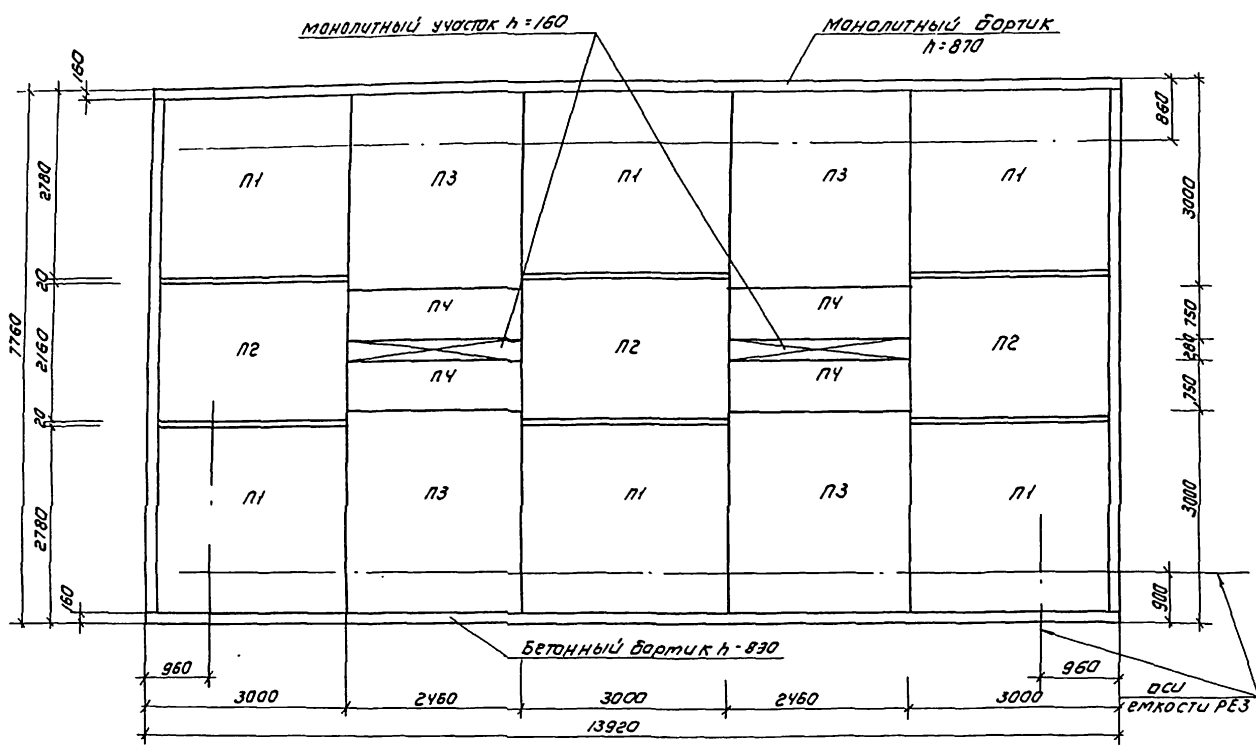 монолитный участок h=160
монолитный бортик
h=870
160
860
П1
П3
П1
П3
П1
2780
3000
20
П4
П4
750
7760
2160
П2
П2
П2
280
П4
П4
750
20
П1
П3
П1
П3
П1
2780
3000
160
900
бетонный бортик h-830
960
960
3000
2460
3000
2460
3000
оси
емкости РЕЗ
13920